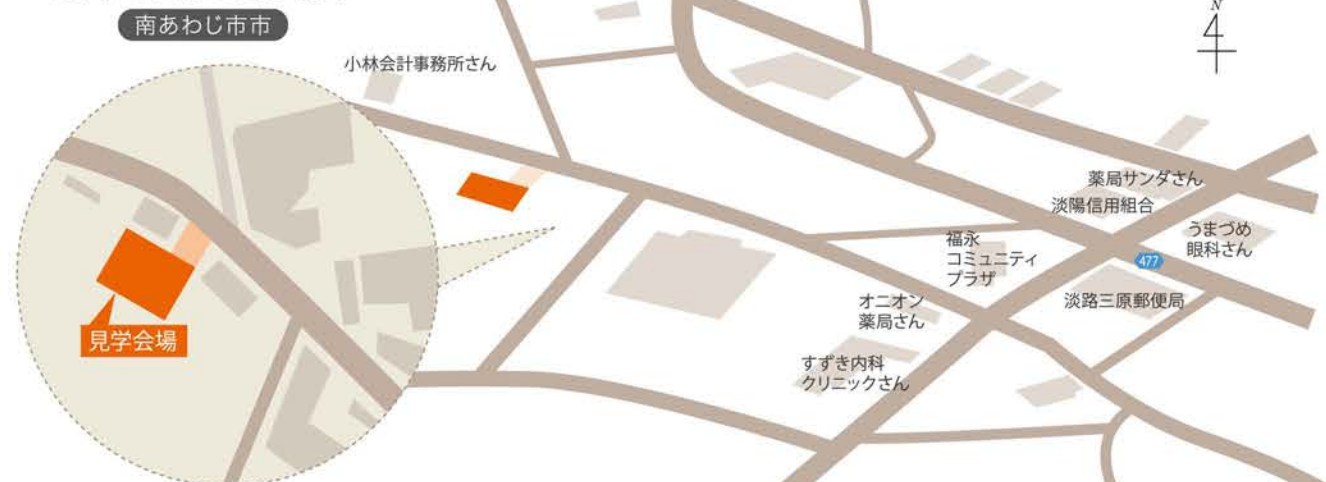 南あわじ市市
N
小林会計事務所さん
薬局サンダさん
淡陽信用組合
うまづめ
眼科さん
福永
コミュニティ
プラザ
477
淡路三原郵便局
オニオン
薬局さん
すずき内科
クリニックさん
見学会場